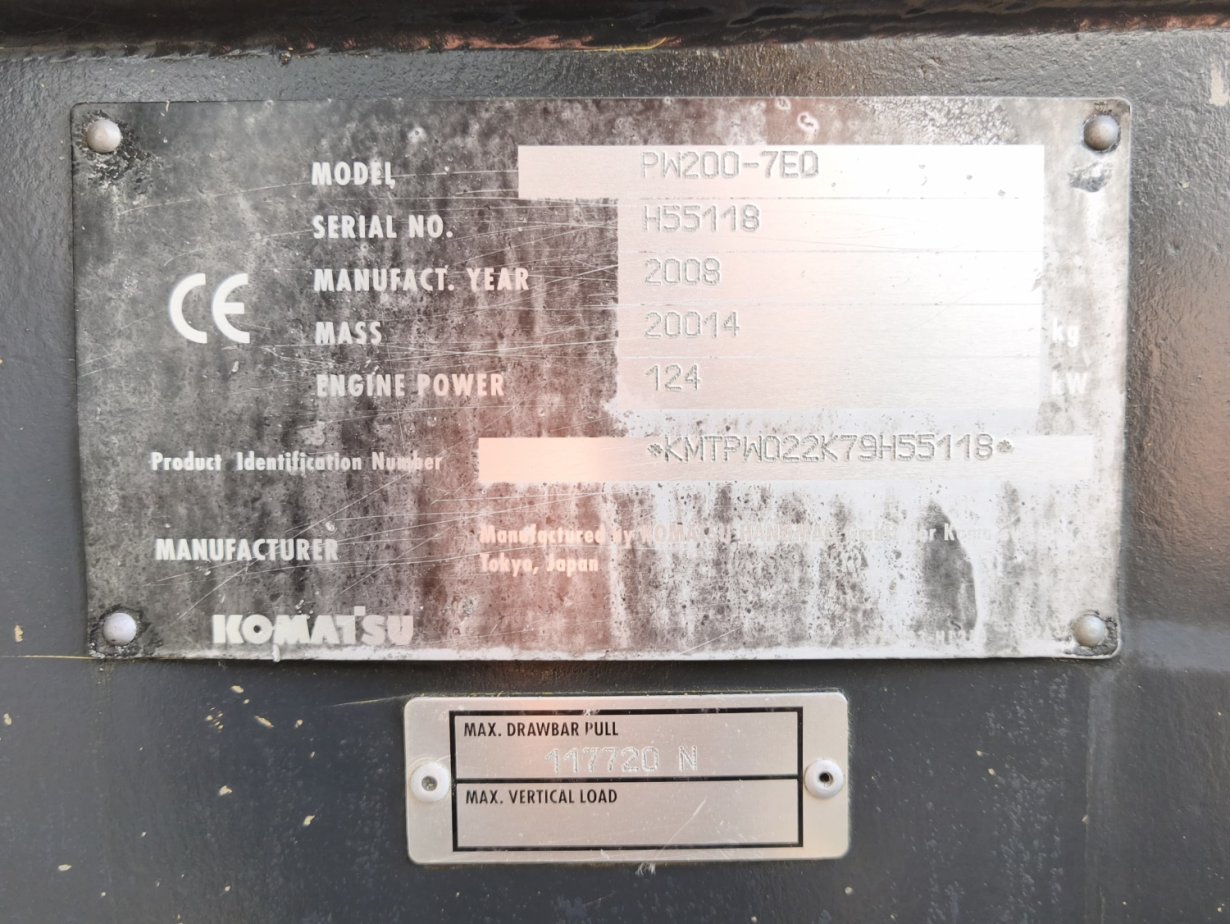 MODEL PW200-7E0
SERIAL NO. H55118
MANUFACT. YEAR 2008
CE
MASS 20014 kg
ENGINE POWER 124 kW
Product Identification Number *KMTPW022K79H55118*
MANUFACTURER Manufactured by KOMATSU
Tokyo, Japan
KOMATSU
MAX. DRAWBAR PULL
117720 N
MAX. VERTICAL LOAD